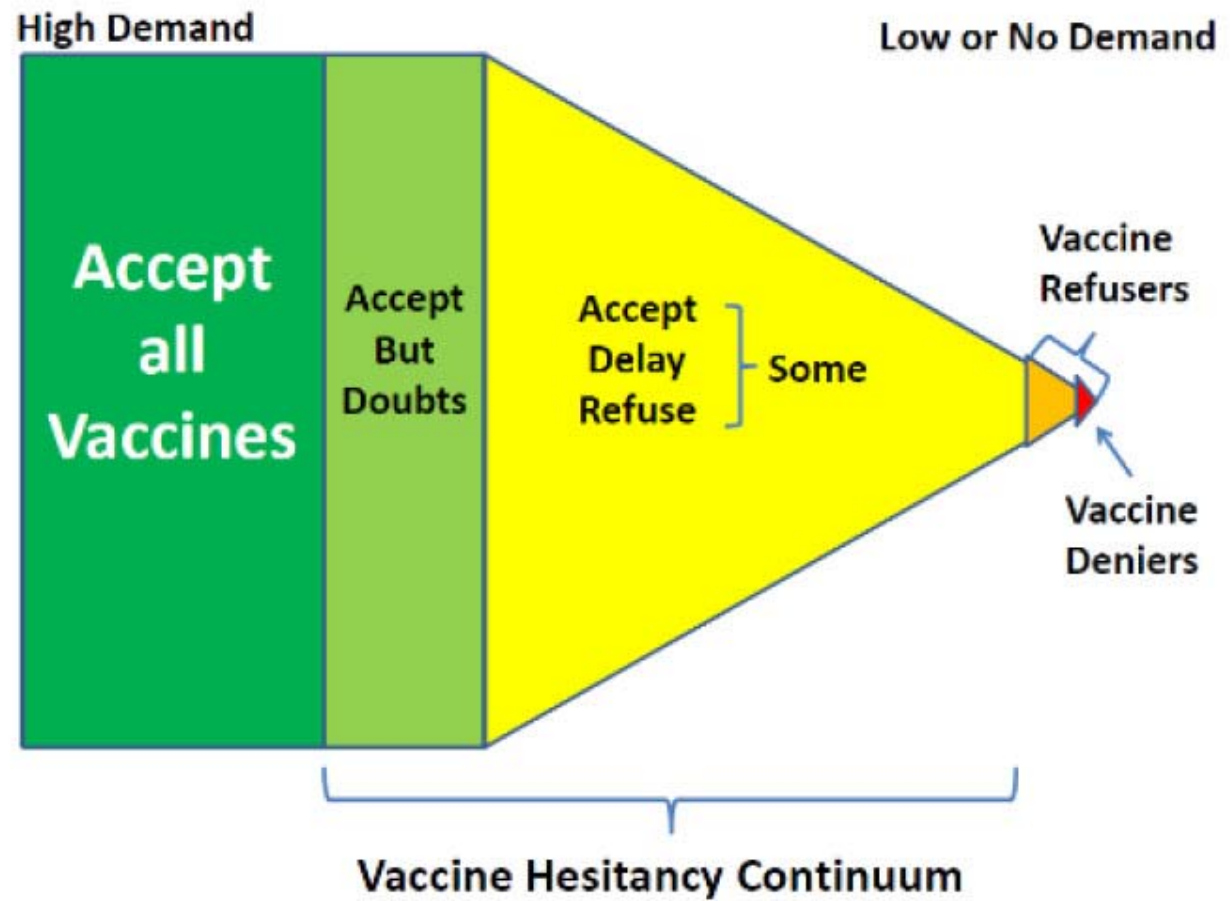 High Demand
Low or No Demand
Accept
all
Vaccines
Accept
But
Doubts
Accept
Delay
Refuse
Some
Vaccine
Refusers
Vaccine
Deniers
Vaccine Hesitancy Continuum